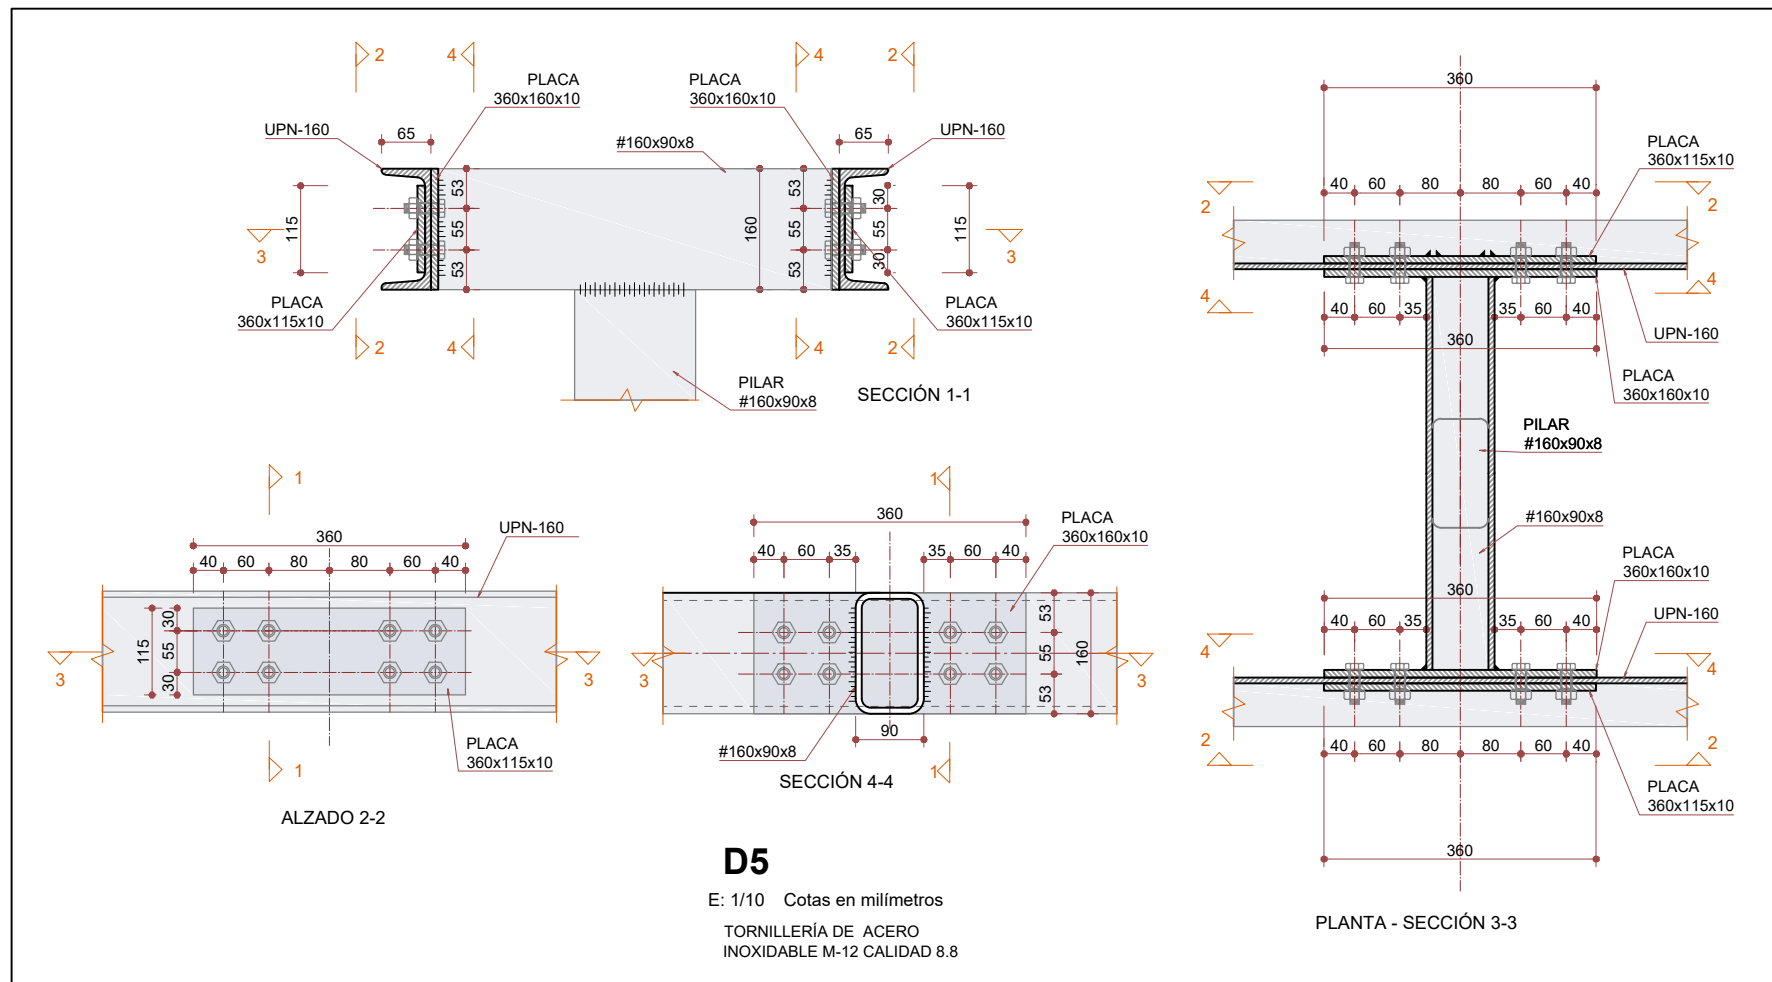 2
4
4
2
PLACA
360x160x10
PLACA
360x160x10
UPN-160
65
#160x90x8
65
UPN-160
53
55
53
115
160
53
55
53
30
55
30
115
3
3
PLACA
360x115x10
PLACA
360x115x10
2
4
4
2
PILAR
#160x90x8
SECCIÓN 1-1
1
UPN-160
360
40
60
80
80
60
40
115
30
55
30
3
3
PLACA
360x115x10
1
ALZADO 2-2
1
360
PLACA
360x160x10
40
60
35
35
60
40
53
55
53
160
3
3
90
#160x90x8
1
SECCIÓN 4-4
360
PLACA
360x115x10
40
60
80
80
60
40
2
2
4
4
40
60
35
35
60
40
360
UPN-160
PLACA
360x160x10
PILAR
#160x90x8
#160x90x8
PLACA
360x160x10
360
UPN-160
40
60
35
35
60
40
4
4
2
2
40
60
80
80
60
40
PLACA
360x115x10
360
PLANTA - SECCIÓN 3-3
D5
E: 1/10 Cotas en milímetros
TORNILLERÍA DE ACERO
INOXIDABLE M-12 CALIDAD 8.8